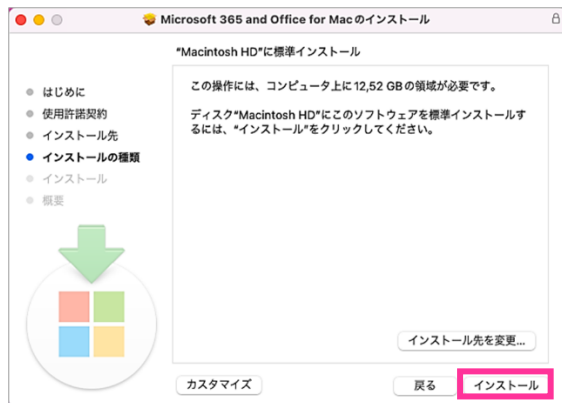 Microsoft 365 and Office for Macのインストール
"Macintosh HD"に標準インストール
はじめに
使用許諾契約
インストール先
インストールの種類
インストール
概要
この操作には、コンピュータ上に12,52 GBの領域が必要です。
ディスク"Macintosh HD"にこのソフトウェアを標準インストールす
るには、"インストール"をクリックしてください。
インストール先を変更...
カスタマイズ
戻る
インストール